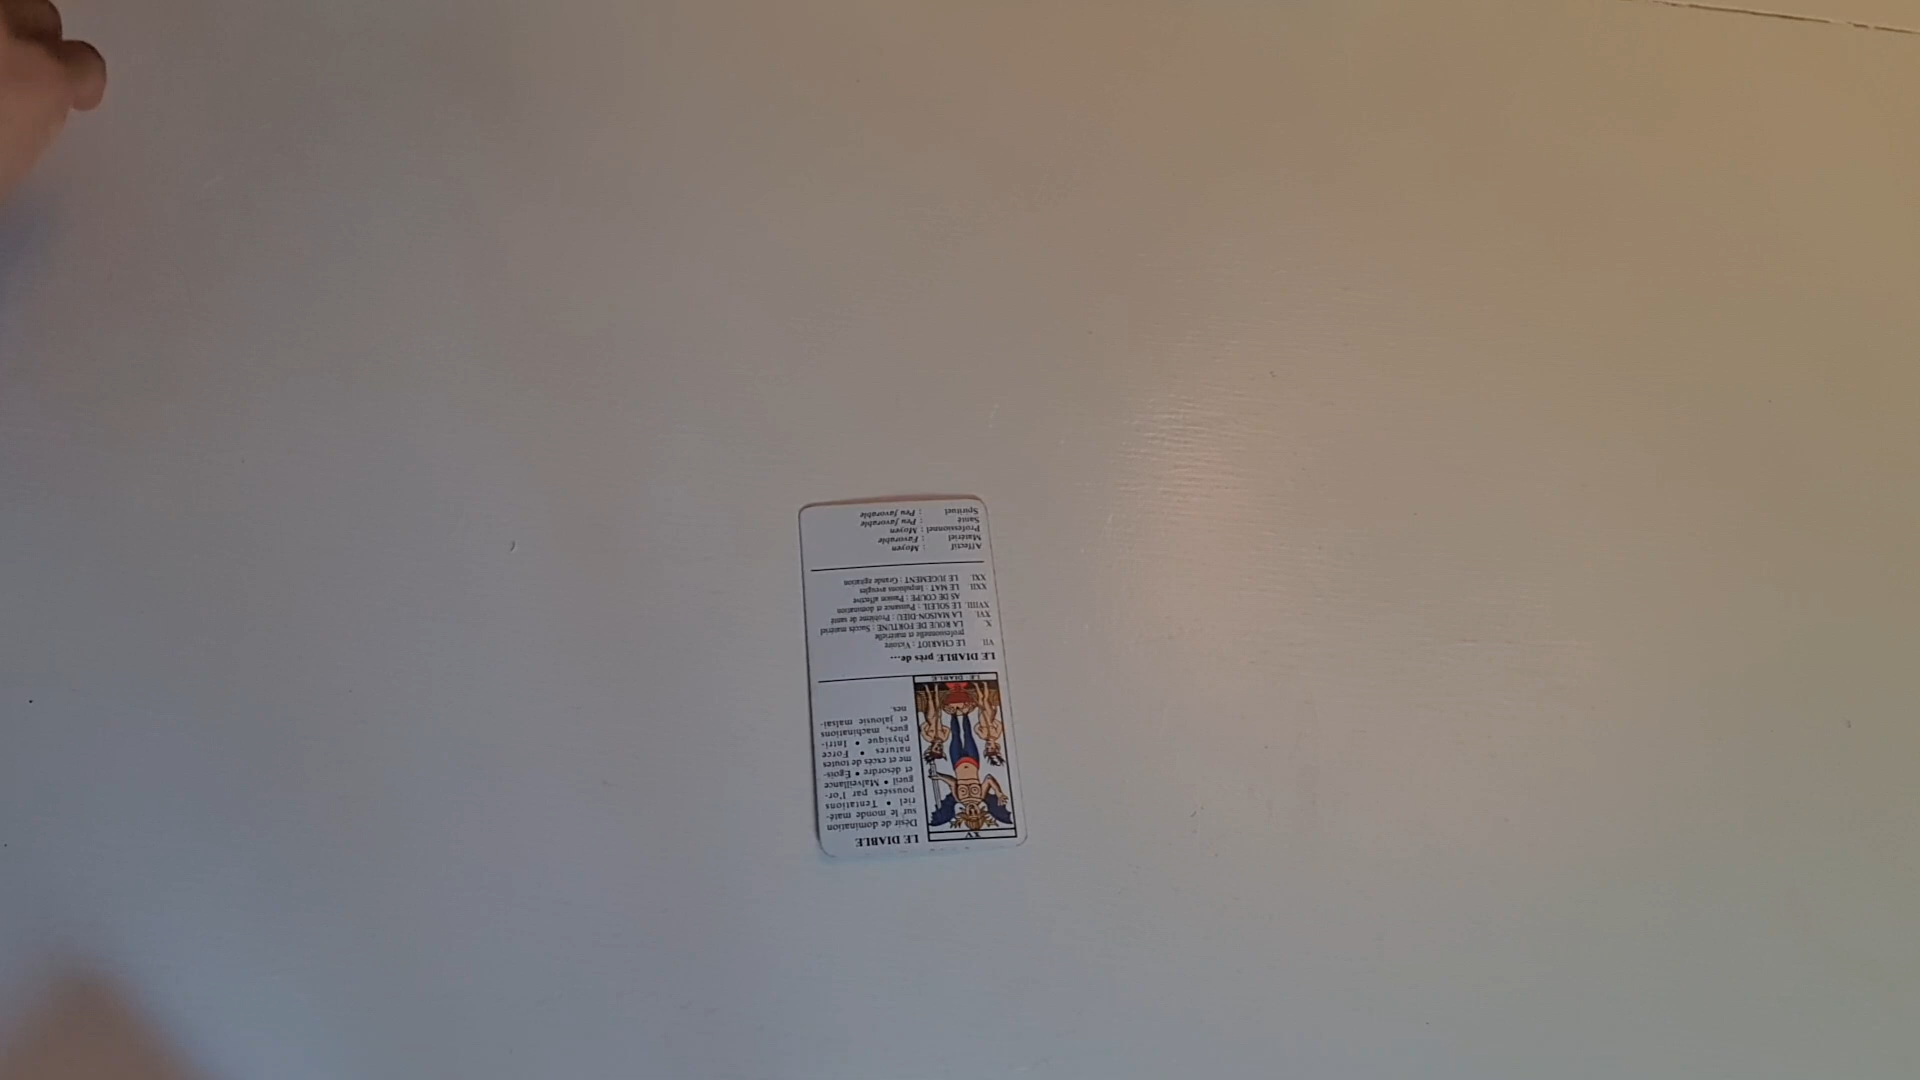 LE DIABLE
XV
Désir de domination
sur le monde maté-
riel • Tentations
poussées par l'or-
gueil • Malveillance
et désordre • Egoïs-
me et excès de toutes
natures • Force
physique • Intri-
gues, machinations
et jalousie malsai-
nes.
LE DIABLE
LE DIABLE près de...
VII. LE CHARIOT : Victoire
professionnelle et matérielle
X. LA ROUE DE FORTUNE : Succès matériel
XVI. LA MAISON-DIEU : Problème de santé
XVIIII. LE SOLEIL : Puissance et domination
AS DE COUPE : Passion affective
XXII LE MAT : Impulsions aveugles
XXI. LE JUGEMENT : Grande agitation
Affectif : Moyen
Matériel : Favorable
Professionnel : Moyen
Santé : Peu favorable
Spirituel : Peu favorable